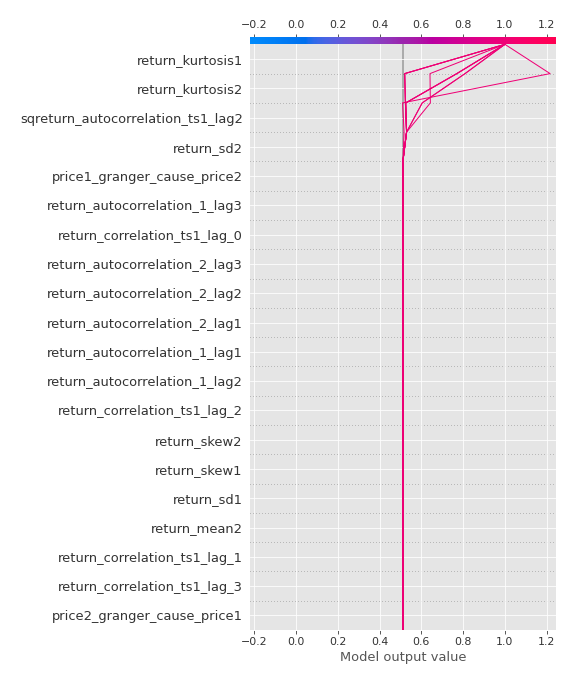 −0.2 0.0 0.2 0.4 0.6 0.8 1.0 1.2
return_kurtosis1
return_kurtosis2
sqreturn_autocorrelation_ts1_lag2
return_sd2
price1_granger_cause_price2
return_autocorrelation_1_lag3
return_correlation_ts1_lag_0
return_autocorrelation_2_lag3
return_autocorrelation_2_lag2
return_autocorrelation_2_lag1
return_autocorrelation_1_lag1
return_autocorrelation_1_lag2
return_correlation_ts1_lag_2
return_skew2
return_skew1
return_sd1
return_mean2
return_correlation_ts1_lag_1
return_correlation_ts1_lag_3
price2_granger_cause_price1
−0.2 0.0 0.2 0.4 0.6 0.8 1.0 1.2
Model output value